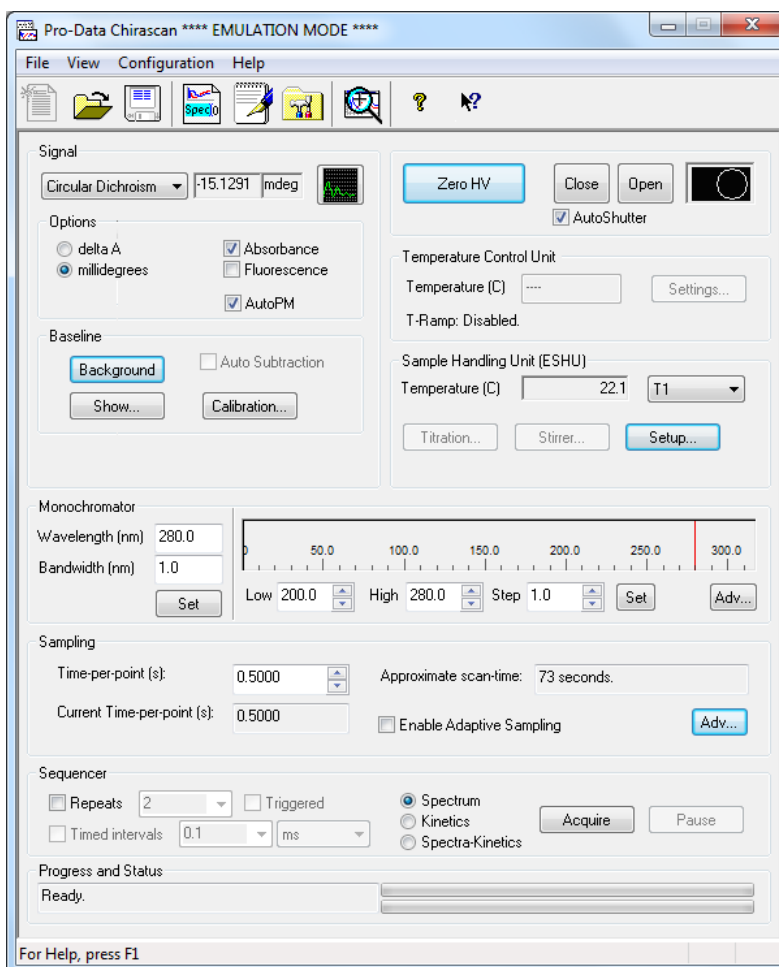 Pro-Data Chirascan **** EMULATION MODE ****
File View Configuration Help
Spec
Signal
Circular Dichroism -15.1291 mdeg
Options
delta A
millidegrees
Absorbance
Fluorescence
AutoPM
Baseline
Background
Auto Subtraction
Show...
Calibration...
Zero HV
Close
Open
AutoShutter
Temperature Control Unit
Temperature (C) ----
Settings...
T-Ramp: Disabled.
Sample Handling Unit (ESHU)
Temperature (C) 22.1 T1
Titration... Stirrer... Setup...
Monochromator
Wavelength (nm) 280.0
Bandwidth (nm) 1.0
Set
0 50.0 100.0 150.0 200.0 250.0 300.0
Low 200.0 High 280.0 Step 1.0 Set Adv...
Sampling
Time-per-point (s): 0.5000
Approximate scan-time: 73 seconds.
Current Time-per-point (s): 0.5000
Enable Adaptive Sampling Adv...
Sequencer
Repeats 2 Triggered
Timed intervals 0.1 ms
Spectrum
Kinetics
Spectra-Kinetics
Acquire Pause
Progress and Status
Ready.
For Help, press F1